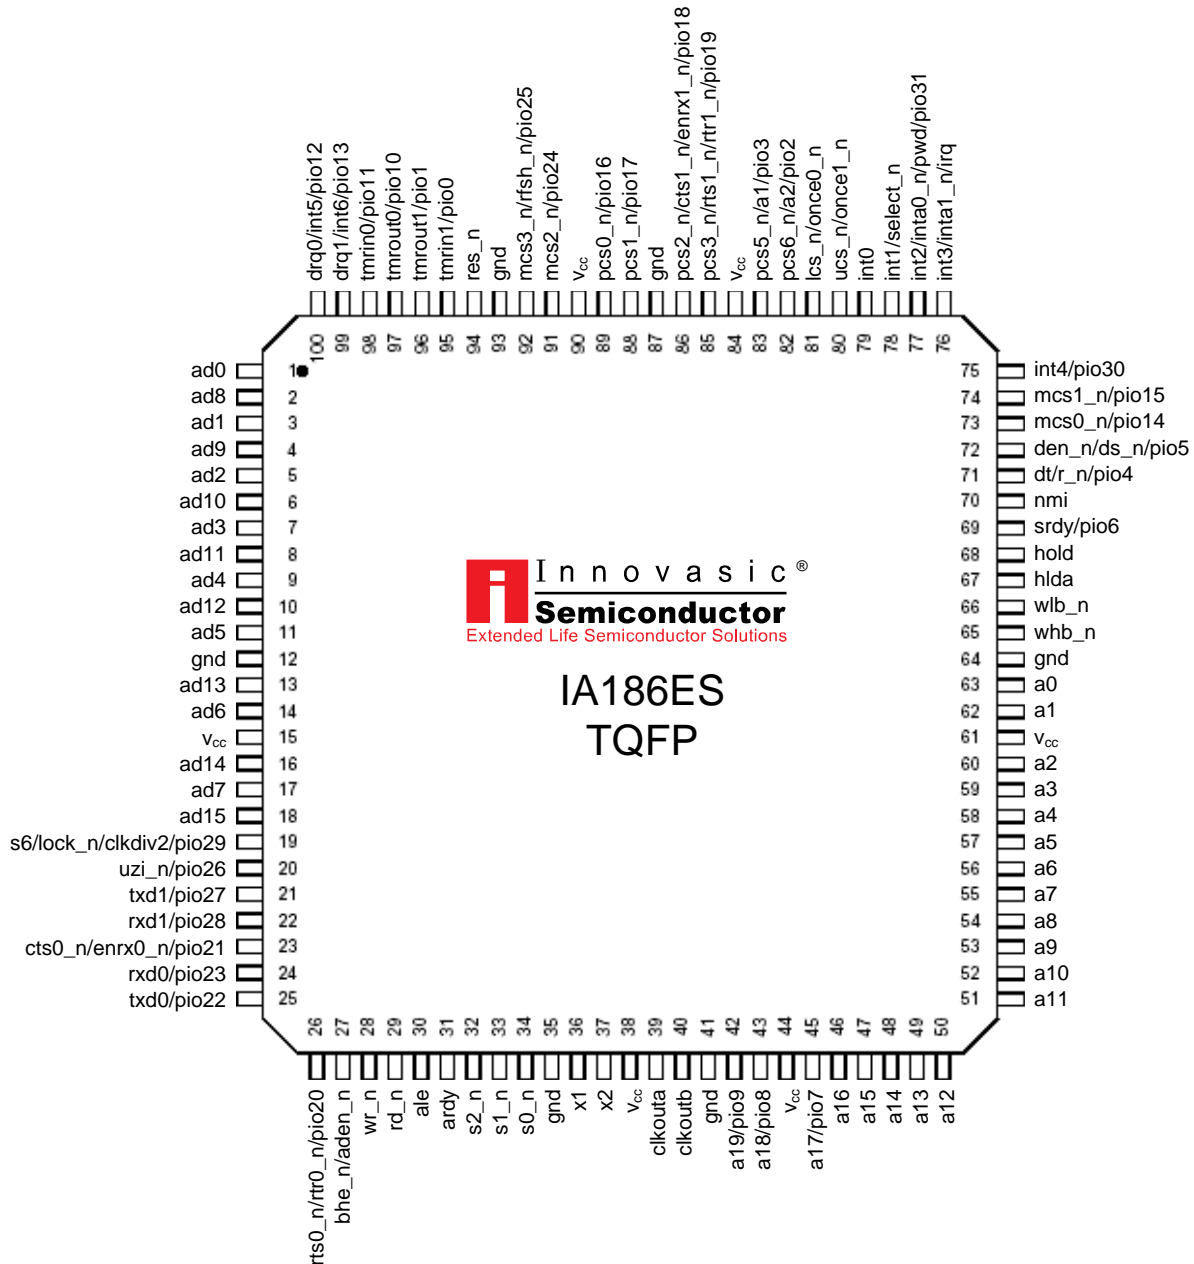 drq0/int5/pio12
drq1/int6/pio13
tmrin0/pio11
tmrout0/pio10
tmrout1/pio1
tmrin1/pio0
res_n
gnd
mcs3_n/rfsh_n/pio25
mcs2_n/pio24
vcc
pcs0_n/pio16
pcs1_n/pio17
gnd
pcs2_n/cts1_n/enrx1_n/pio18
pcs3_n/rts1_n/rtr1_n/pio19
vcc
pcs5_n/a1/pio3
pcs6_n/a2/pio2
lcs_n/once0_n
ucs_n/once1_n
int0
int1/select_n
int2/inta0_n/pwd/pio31
int3/inta1_n/irq
100
99
98
97
96
95
94
93
92
91
90
89
88
87
86
85
84
83
82
81
80
79
78
77
76
ad0 1
ad8 2
ad1 3
ad9 4
ad2 5
ad10 6
ad3 7
ad11 8
ad4 9
ad12 10
ad5 11
gnd 12
ad13 13
ad6 14
vcc 15
ad14 16
ad7 17
ad15 18
s6/lock_n/clkdiv2/pio29 19
uzi_n/pio26 20
txd1/pio27 21
rxd1/pio28 22
cts0_n/enrx0_n/pio21 23
rxd0/pio23 24
txd0/pio22 25
i
Innovasic ®
Semiconductor
Extended Life Semiconductor Solutions
IA186ES
TQFP
75 int4/pio30
74 mcs1_n/pio15
73 mcs0_n/pio14
72 den_n/ds_n/pio5
71 dt/r_n/pio4
70 nmi
69 srdy/pio6
68 hold
67 hlda
66 wlb_n
65 whb_n
64 gnd
63 a0
62 a1
61 vcc
60 a2
59 a3
58 a4
57 a5
56 a6
55 a7
54 a8
53 a9
52 a10
51 a11
26
27
28
29
30
31
32
33
34
35
36
37
38
39
40
41
42
43
44
45
46
47
48
49
50
rts0_n/rtr0_n/pio20
bhe_n/aden_n
wr_n
rd_n
ale
ardy
s2_n
s1_n
s0_n
gnd
x1
x2
vcc
clkouta
clkoutb
gnd
a19/pio9
a18/pio8
vcc
a17/pio7
a16
a15
a14
a13
a12